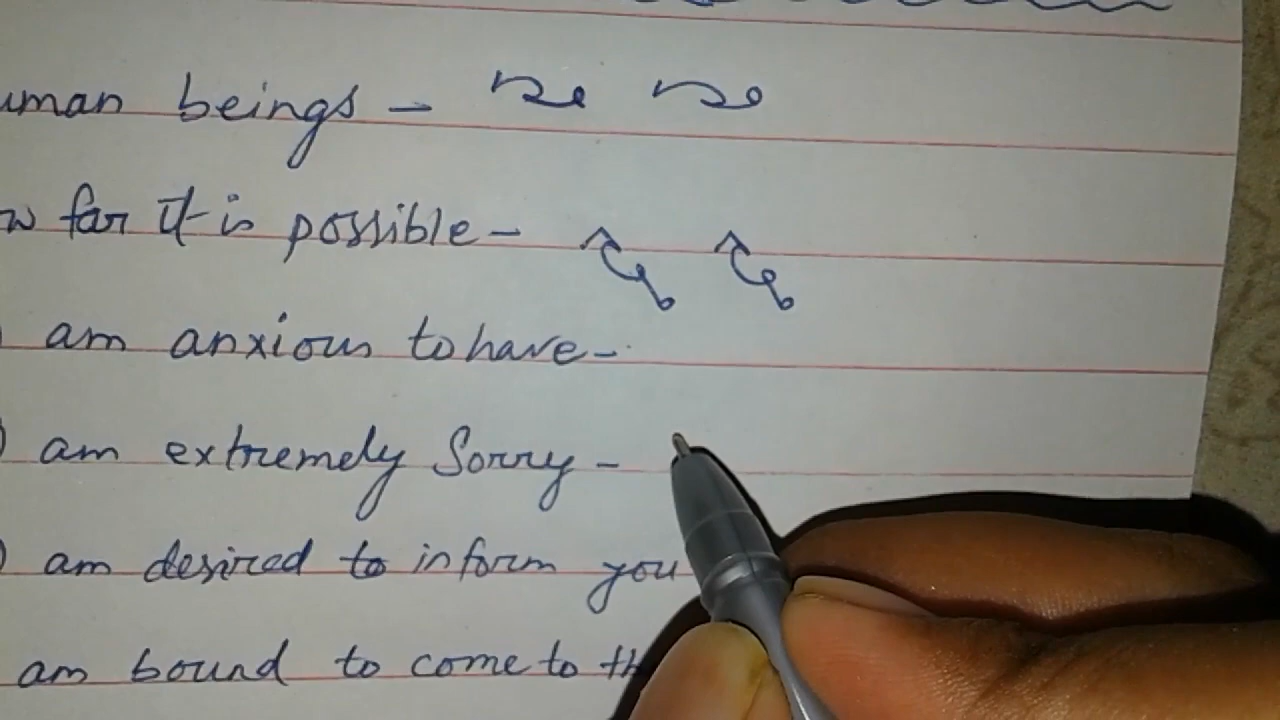 uman beings -
w far it is possible -
am anxious to have -
am extremely Sorry -
am desired to inform you
am bound to come to th